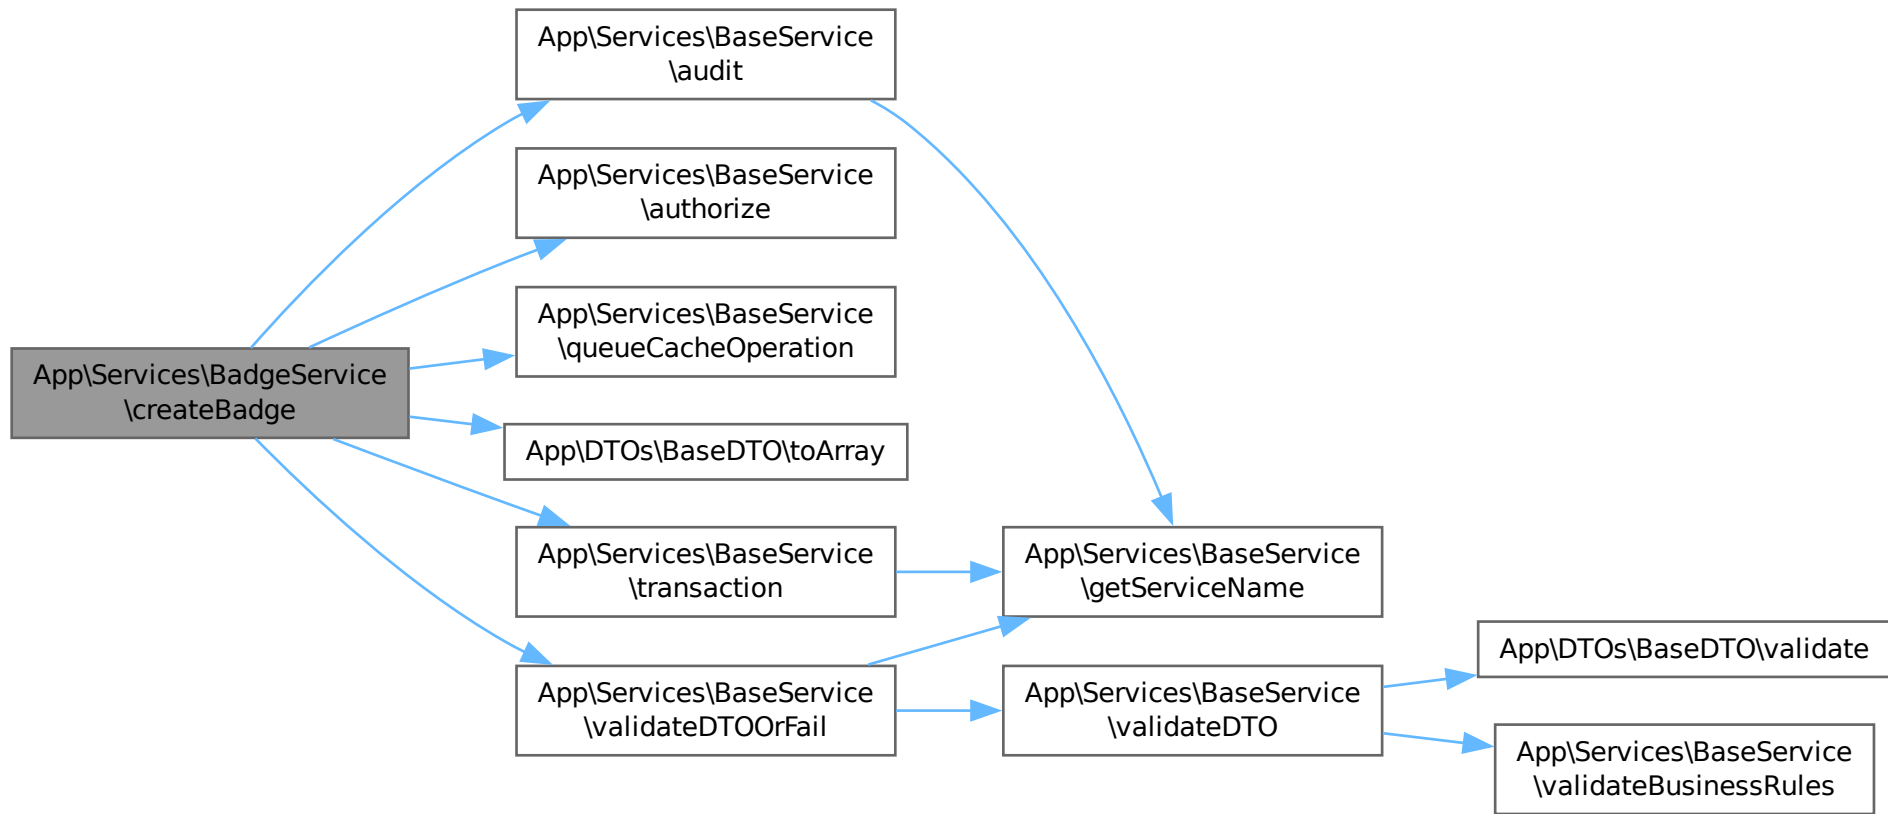 App\Services\BaseService
\audit
App\Services\BaseService
\authorize
App\Services\BaseService
\queueCacheOperation
App\Services\BadgeService
\createBadge
App\DTOs\BaseDTO\toArray
App\Services\BaseService
\transaction
App\Services\BaseService
\getServiceName
App\Services\BaseService
\validateDTOOrFail
App\Services\BaseService
\validateDTO
App\DTOs\BaseDTO\validate
App\Services\BaseService
\validateBusinessRules